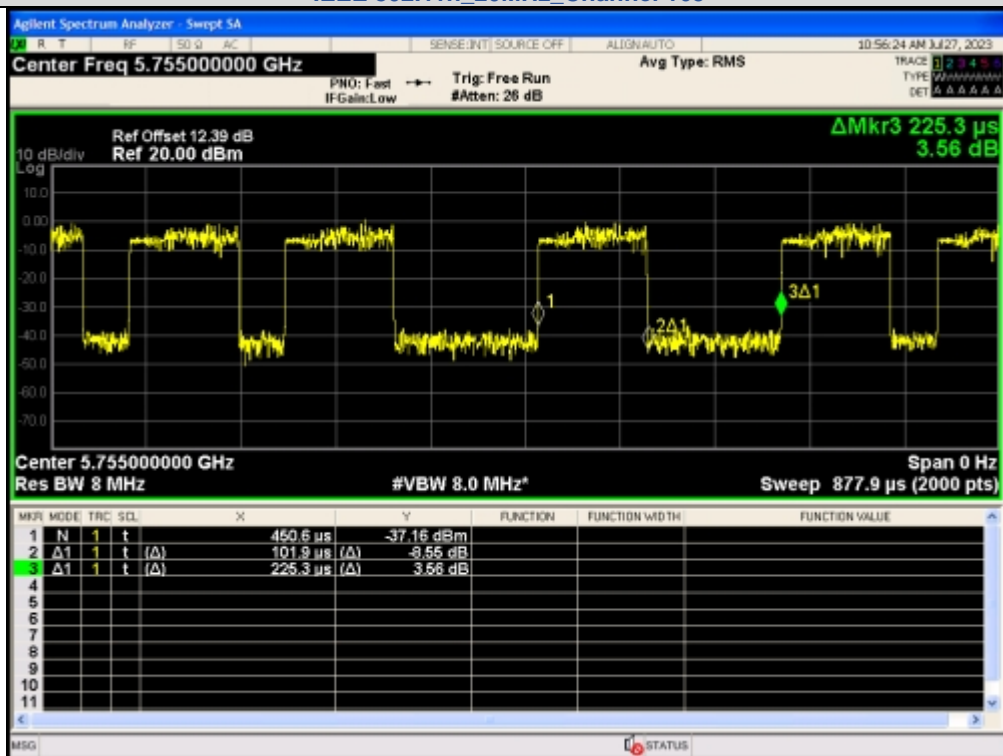 Agilent Spectrum Analyzer - Swept SA
R T RF 50 Ω AC SENSE:INT SOURCE OFF ALIGN AUTO 10:56:24 AM Jul 27, 2023
Center Freq 5.755000000 GHz Avg Type: RMS TRACE 1 2 3 4 5 6
PNO: Fast Trig: Free Run TYPE
IFGain:Low #Atten: 26 dB DET A A A A A A
ΔMkr3 225.3 µs
Ref Offset 12.39 dB
10 dB/div Ref 20.00 dBm 3.56 dB
Log
10.0
0.00
-10.0
-20.0
-30.0
-40.0
-50.0
-60.0
-70.0
1
2Δ1
3Δ1
Center 5.755000000 GHz Span 0 Hz
Res BW 8 MHz #VBW 8.0 MHz* Sweep 877.9 µs (2000 pts)
MKR MODE TRC SCL X Y FUNCTION FUNCTION WIDTH FUNCTION VALUE
1 N 1 t 450.6 µs -37.16 dBm
2 Δ1 1 t (Δ) 101.9 µs (Δ) -8.55 dB
3 Δ1 1 t (Δ) 225.3 µs (Δ) 3.56 dB
4
5
6
7
8
9
10
11
MSG STATUS